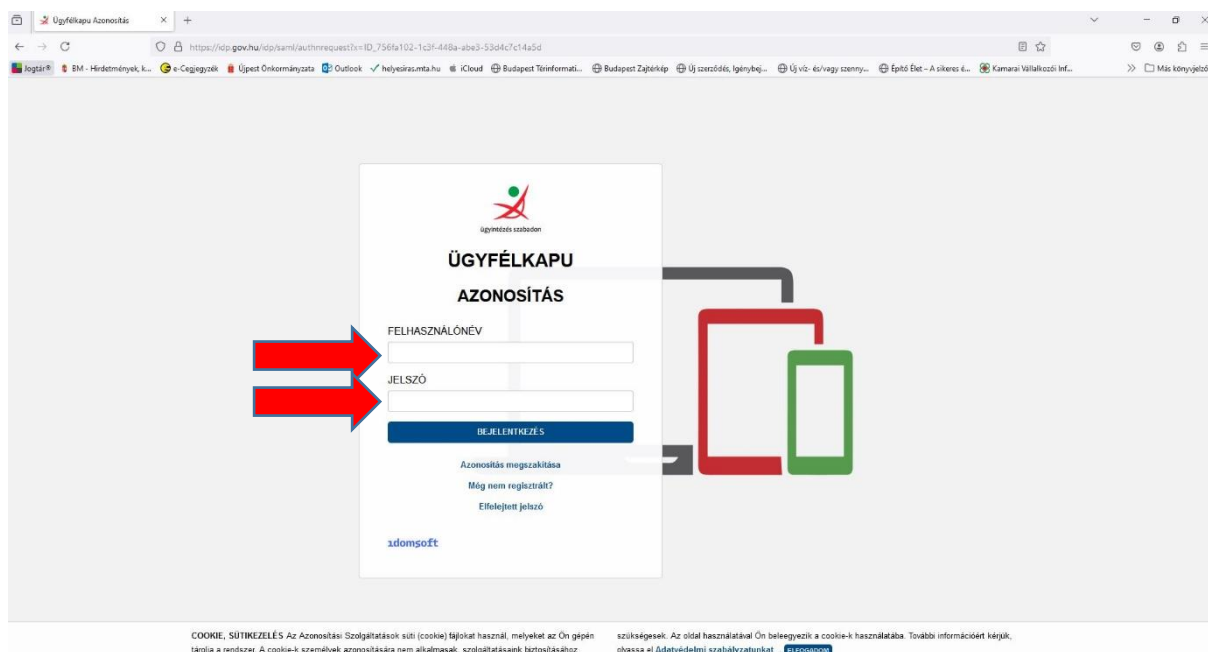 Ügyfélkapu Azonosítás
https://idp.gov.hu/idp/saml/authnrequest?x=ID_756fa102-1c3f-448a-abe3-53d4c7c14a5d
Jogtár® BM - Hirdetmények, k... e-Cegjegyzék Újpest Önkormányzata Outlook helyesiras.mta.hu iCloud Budapest Térinformati... Budapest Zajtérkép Új szerződés, Igénybej... Új víz- és/vagy szenny... Építő Élet – A sikeres é... Kamarai Vállalkozói Inf... Más könyvjelző
ügyintézés szabadon
ÜGYFÉLKAPU
AZONOSÍTÁS
FELHASZNÁLÓNÉV
JELSZÓ
BEJELENTKEZÉS
Azonosítás megszakítása
Még nem regisztrált?
Elfelejtett jelszó
idomsoft
COOKIE, SÜTIKEZELÉS Az Azonosítási Szolgáltatások süti (cookie) fájlokat használ, melyeket az Ön gépén
tárolja a rendszer. A cookie-k személyek azonosítására nem alkalmasak, szolgáltatásaink biztosításához
szükségesek. Az oldal használatával Ön beleegyezik a cookie-k használatába. További információért kérjük,
olvassa el Adatvédelmi szabályzatunkat . ELFOGADOM